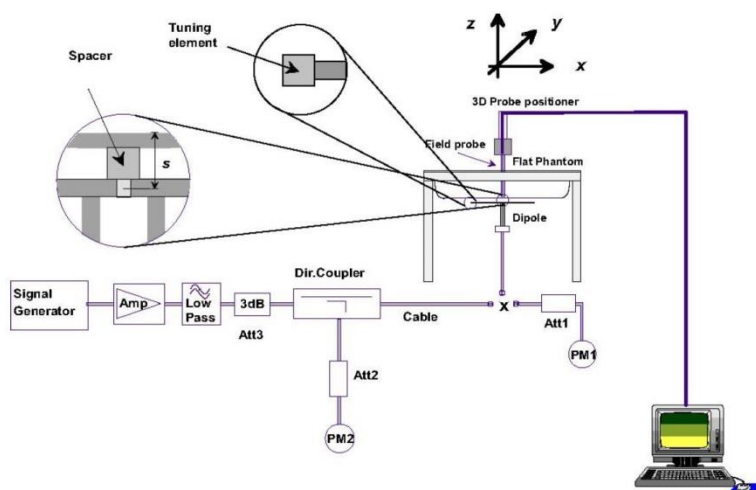 Tuning
element
z
y
x
Spacer
3D Probe positioner
Field probe
Flat Phantom
s
Dipole
Dir.Coupler
Signal
Generator
Amp
Low
Pass
3dB
Att3
Cable
x
Att1
PM1
Att2
PM2